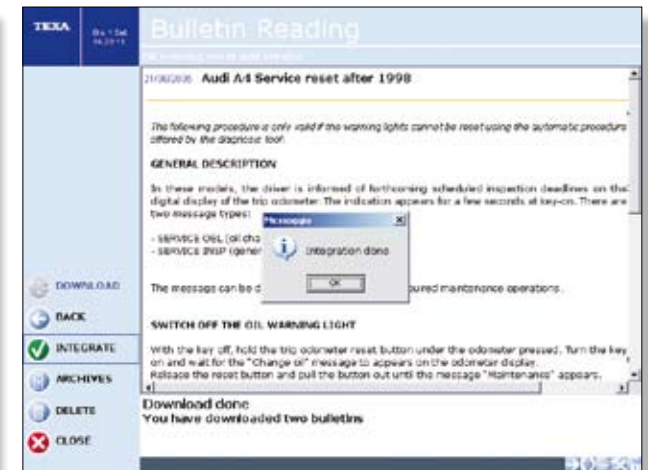 TEXA
Bulletin Reading
Audi A4 Service reset after 1998
The following procedure is only valid if the warning lights cannot be reset using the automatic procedure
offered by the diagnosis tool.
GENERAL DESCRIPTION
In these models, the driver is informed of forthcoming scheduled inspection deadlines on the
digital display of the trip odometer. The indication appears for a few seconds at key-on. There are
two message types:
- SERVICE OEL (oil cha
- SERVICE INSP (gener
Messaggio
Integration done
OK
The message can be d
maintenance operations.
SWITCH OFF THE OIL WARNING LIGHT
With the key off, hold the trip odometer reset button under the odometer pressed. Turn the key
on and wait for the "Change oil" message to appears on the odometer display.
Release the reset button and pull the button out until the message "Maintenance" appears.
DOWNLOAD
BACK
INTEGRATE
ARCHIVES
DELETE
CLOSE
Download done
You have downloaded two bulletins